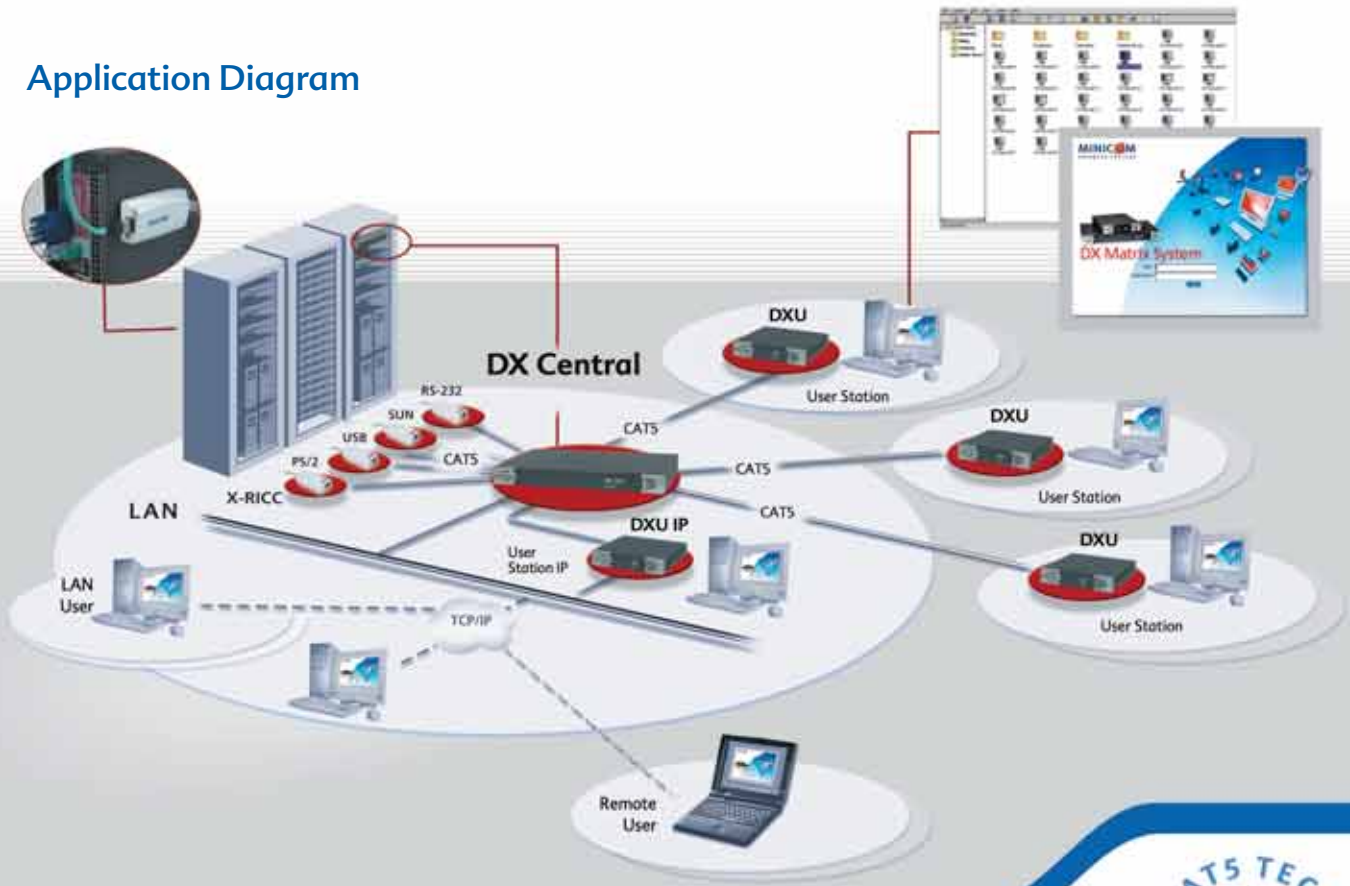 Application Diagram
MINICOM
DX Matrix System
DXU
User Station
DX Central
RS-232
SUN
USB
PS/2
X-RICC
CAT5
CAT5
CAT5
CAT5
DXU
User Station
DXU
User Station
LAN
DXU IP
User
Station IP
LAN
User
TCP/IP
Remote
User